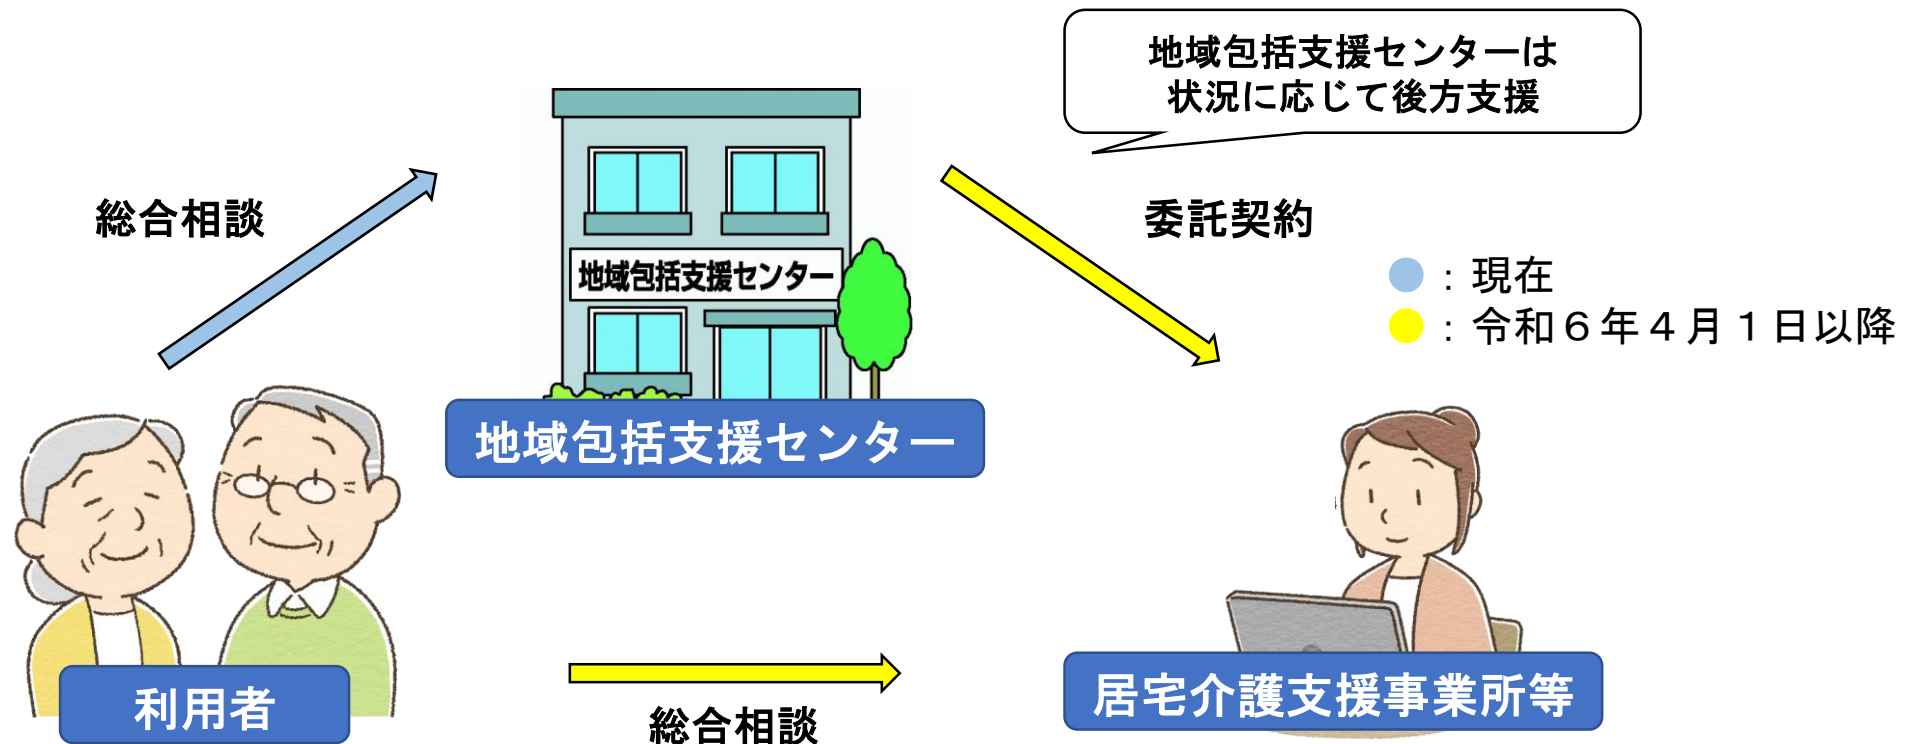 地域包括支援センターは
状況に応じて後方支援
総合相談
委託契約
地域包括支援センター
：現在
：令和６年４月１日以降
地域包括支援センター
利用者
総合相談
居宅介護支援事業所等